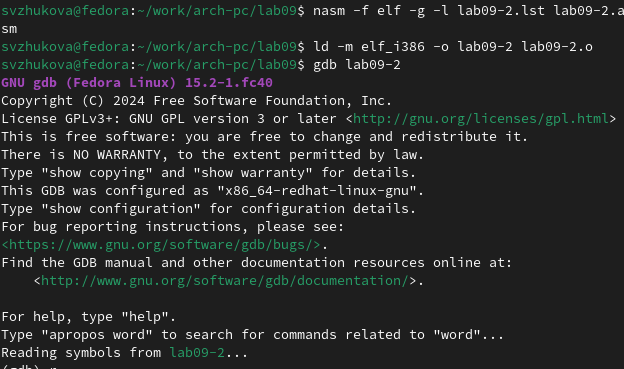 svzhukova@fedora:~/work/arch-pc/lab09$ nasm -f elf -g -l lab09-2.lst lab09-2.a
sm
svzhukova@fedora:~/work/arch-pc/lab09$ ld -m elf_i386 -o lab09-2 lab09-2.o
svzhukova@fedora:~/work/arch-pc/lab09$ gdb lab09-2
GNU gdb (Fedora Linux) 15.2-1.fc40
Copyright (C) 2024 Free Software Foundation, Inc.
License GPLv3+: GNU GPL version 3 or later <http://gnu.org/licenses/gpl.html>
This is free software: you are free to change and redistribute it.
There is NO WARRANTY, to the extent permitted by law.
Type "show copying" and "show warranty" for details.
This GDB was configured as "x86_64-redhat-linux-gnu".
Type "show configuration" for configuration details.
For bug reporting instructions, please see:
<https://www.gnu.org/software/gdb/bugs/>.
Find the GDB manual and other documentation resources online at:
    <http://www.gnu.org/software/gdb/documentation/>.

For help, type "help".
Type "apropos word" to search for commands related to "word"...
Reading symbols from lab09-2...
(gdb)